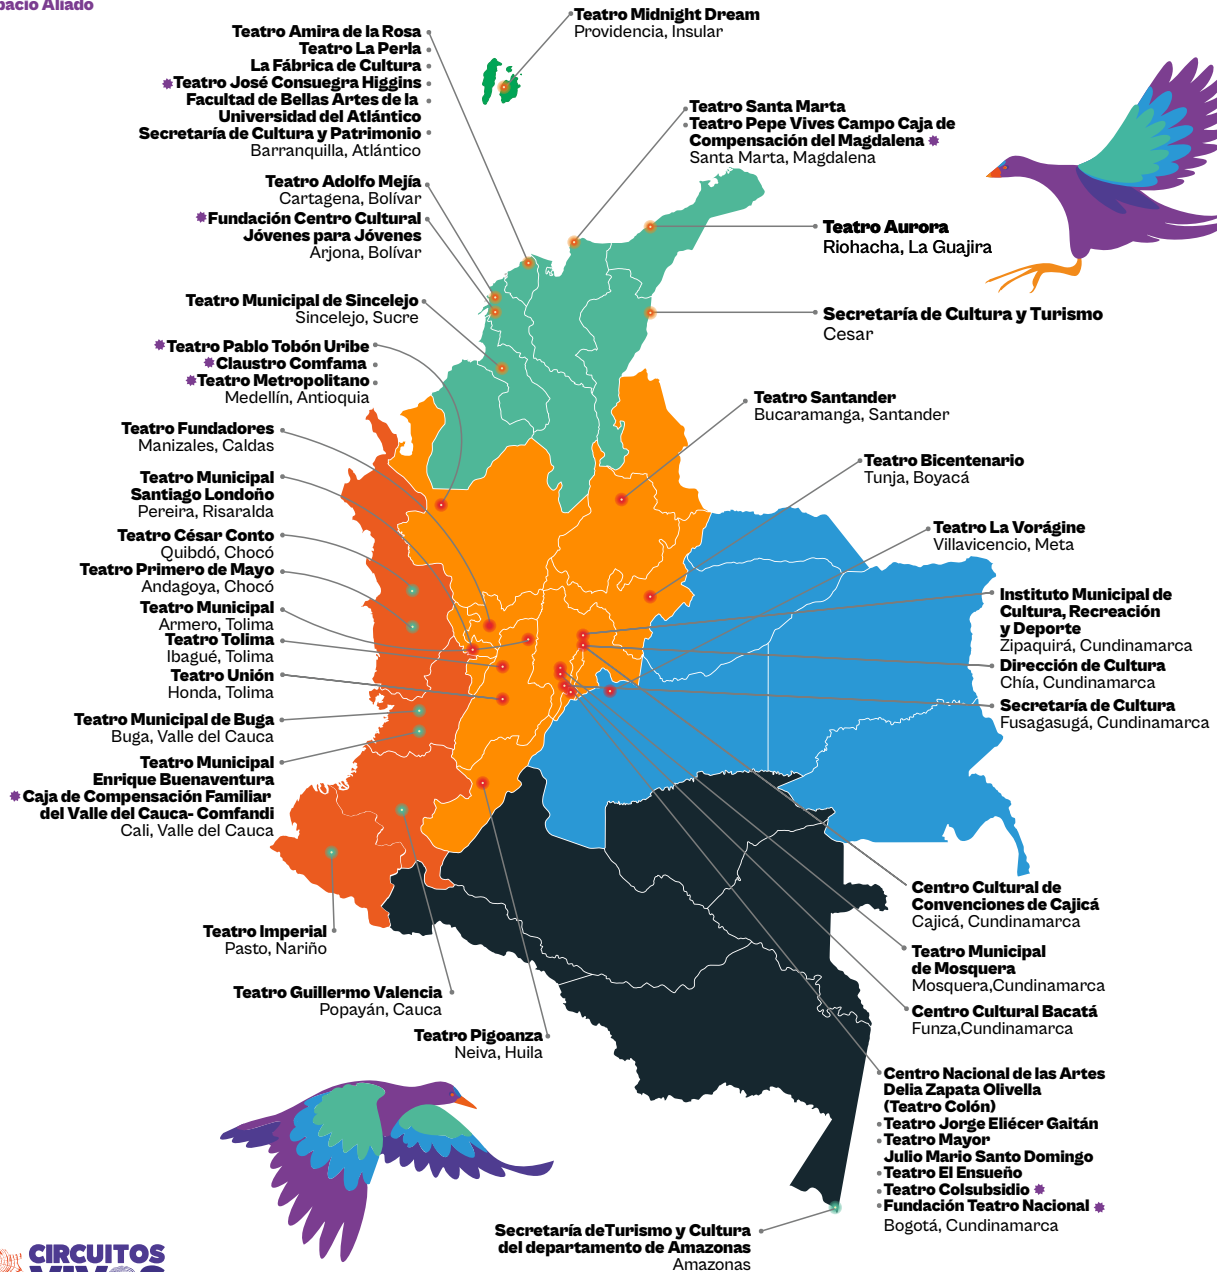 pacio Aliado
Teatro Midnight Dream
Providencia, Insular
Teatro Amira de la Rosa
Teatro La Perla
La Fábrica de Cultura
Teatro José Consuegra Higgins
Facultad de Bellas Artes de la
Universidad del Atlántico
Secretaría de Cultura y Patrimonio
Barranquilla, Atlántico
Teatro Santa Marta
Teatro Pepe Vives Campo Caja de
Compensación del Magdalena
Santa Marta, Magdalena
Teatro Adolfo Mejía
Cartagena, Bolívar
Fundación Centro Cultural
Jóvenes para Jóvenes
Arjona, Bolívar
Teatro Aurora
Riohacha, La Guajira
Teatro Municipal de Sincelejo
Sincelejo, Sucre
Secretaría de Cultura y Turismo
Cesar
Teatro Pablo Tobón Uribe
Claustro Comfama
Teatro Metropolitano
Medellín, Antioquia
Teatro Santander
Bucaramanga, Santander
Teatro Fundadores
Manizales, Caldas
Teatro Bicentenario
Tunja, Boyacá
Teatro Municipal
Santiago Londoño
Pereira, Risaralda
Teatro La Vorágine
Villavicencio, Meta
Teatro César Conto
Quibdó, Chocó
Teatro Primero de Mayo
Andagoya, Chocó
Instituto Municipal de
Cultura, Recreación
y Deporte
Zipaquirá, Cundinamarca
Teatro Municipal
Armero, Tolima
Teatro Tolima
Ibagué, Tolima
Dirección de Cultura
Chía, Cundinamarca
Teatro Unión
Honda, Tolima
Secretaría de Cultura
Fusagasugá, Cundinamarca
Teatro Municipal de Buga
Buga, Valle del Cauca
Teatro Municipal
Enrique Buenaventura
Caja de Compensación Familiar
del Valle del Cauca- Comfandi
Cali, Valle del Cauca
Centro Cultural de
Convenciones de Cajicá
Cajicá, Cundinamarca
Teatro Imperial
Pasto, Nariño
Teatro Municipal
de Mosquera
Mosquera,Cundinamarca
Teatro Guillermo Valencia
Popayán, Cauca
Centro Cultural Bacatá
Funza,Cundinamarca
Teatro Pigoanza
Neiva, Huila
Centro Nacional de las Artes
Delia Zapata Olivella
(Teatro Colón)
Teatro Jorge Eliécer Gaitán
Teatro Mayor
Julio Mario Santo Domingo
Teatro El Ensueño
Teatro Colsubsidio
Fundación Teatro Nacional
Bogotá, Cundinamarca
Secretaría deTurismo y Cultura
del departamento de Amazonas
Amazonas
CIRCUITOS
VIVOS